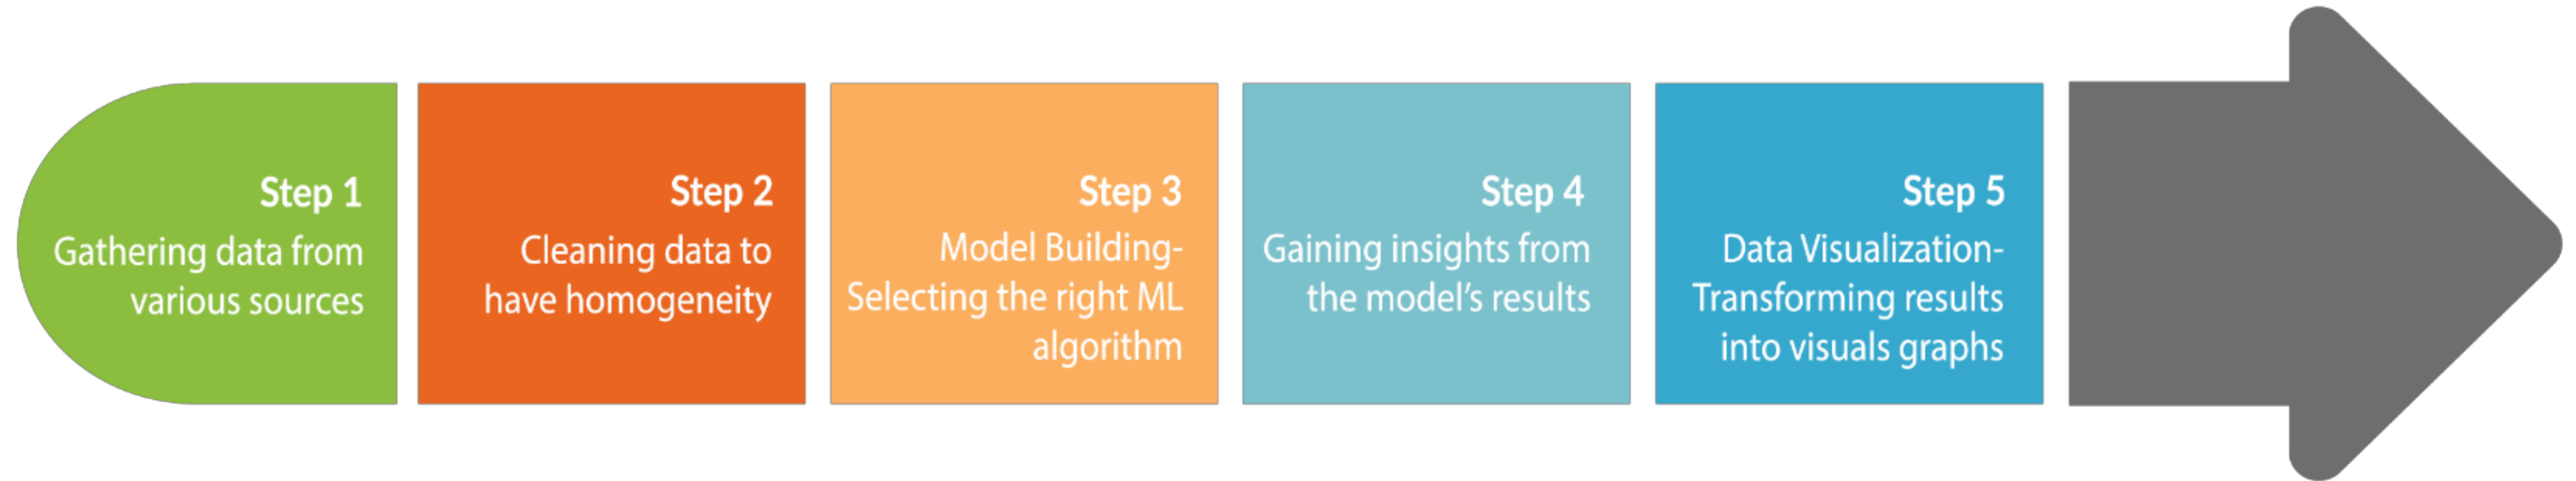 Step 1
Gathering data from
various sources
Step 2
Cleaning data to
have homogeneity
Step 3
Model Building-
Selecting the right ML
algorithm
Step 4
Gaining insights from
the model's results
Step 5
Data Visualization-
Transforming results
into visuals graphs